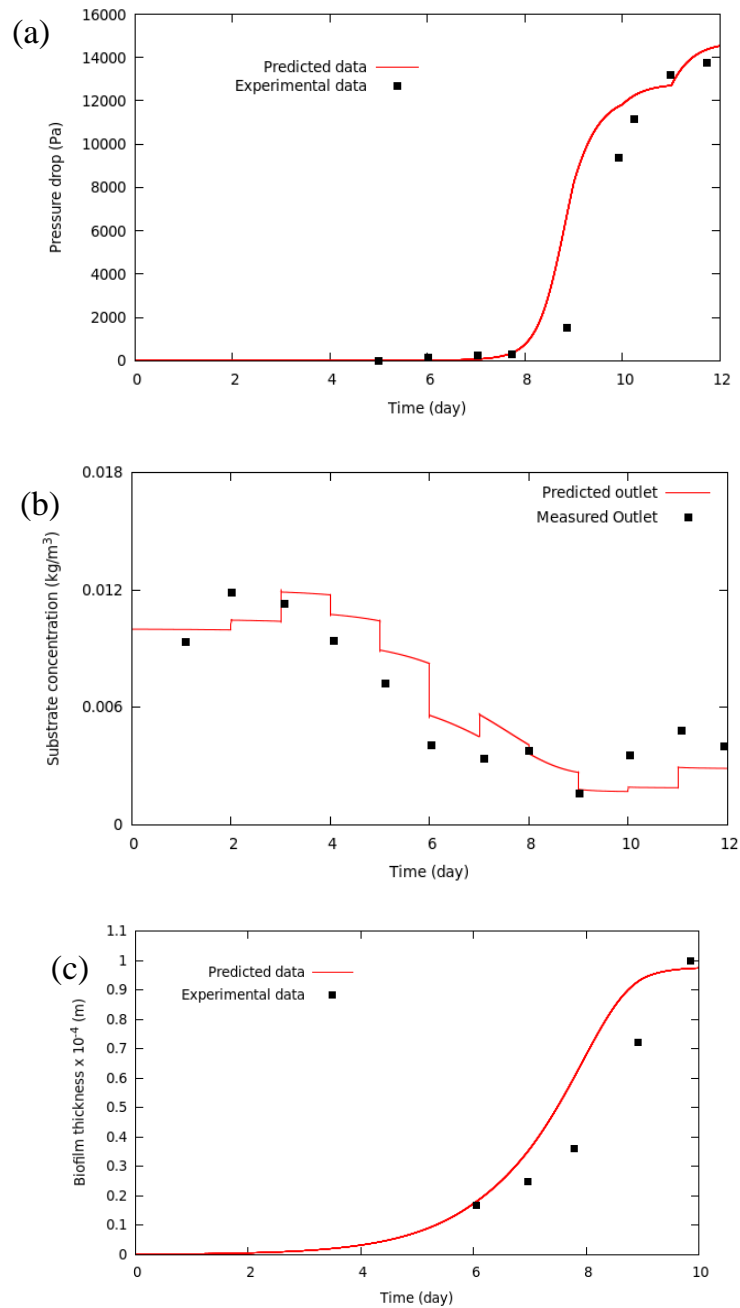 (a)
16000
14000
12000
10000
8000
6000
4000
2000
0
Pressure drop (Pa)
Predicted data
Experimental data
0 2 4 6 8 10 12
Time (day)
(b)
0.018
0.012
0.006
0
Substrate concentration (kg/m³)
Predicted outlet
Measured Outlet
0 2 4 6 8 10 12
Time (day)
(c)
1.1
1
0.9
0.8
0.7
0.6
0.5
0.4
0.3
0.2
0.1
0
Biofilm thickness x 10⁻⁴ (m)
Predicted data
Experimental data
0 2 4 6 8 10
Time (day)